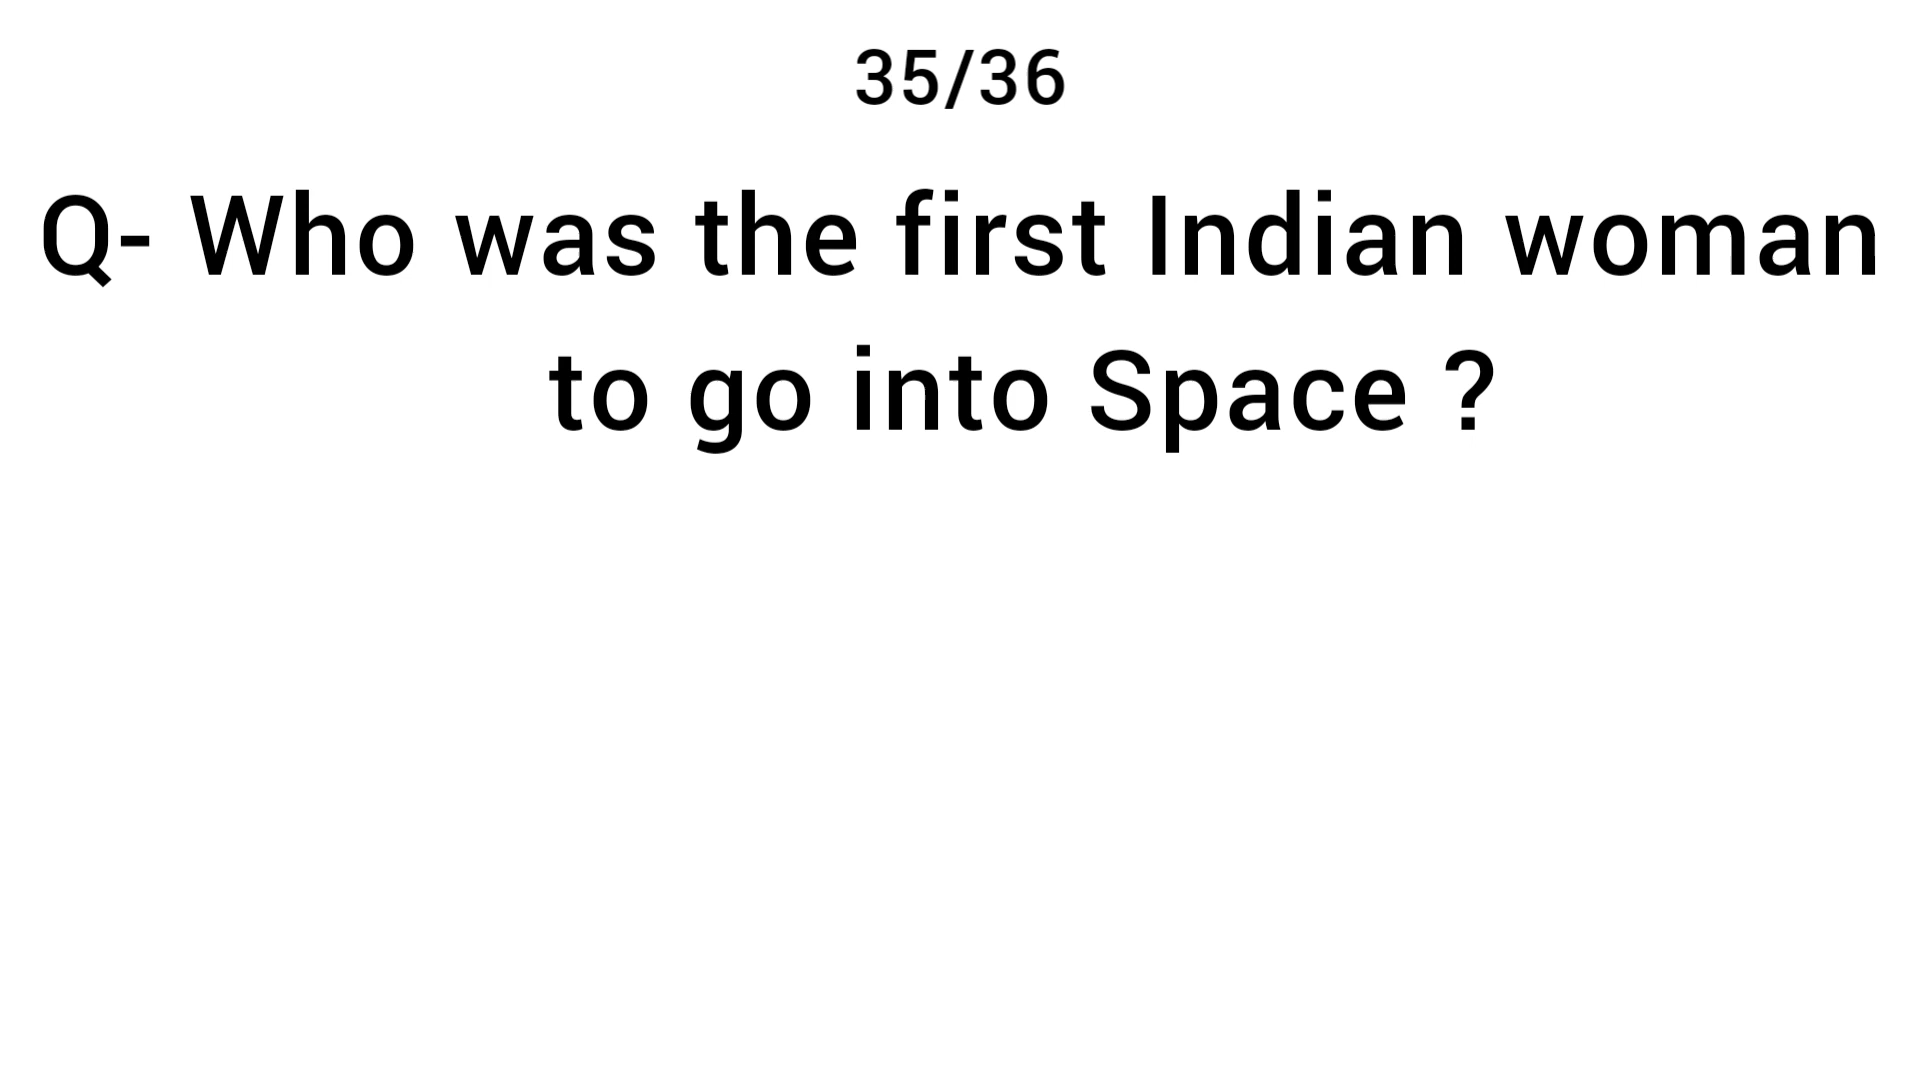 35/36
Q- Who was the first Indian woman
to go into Space ?